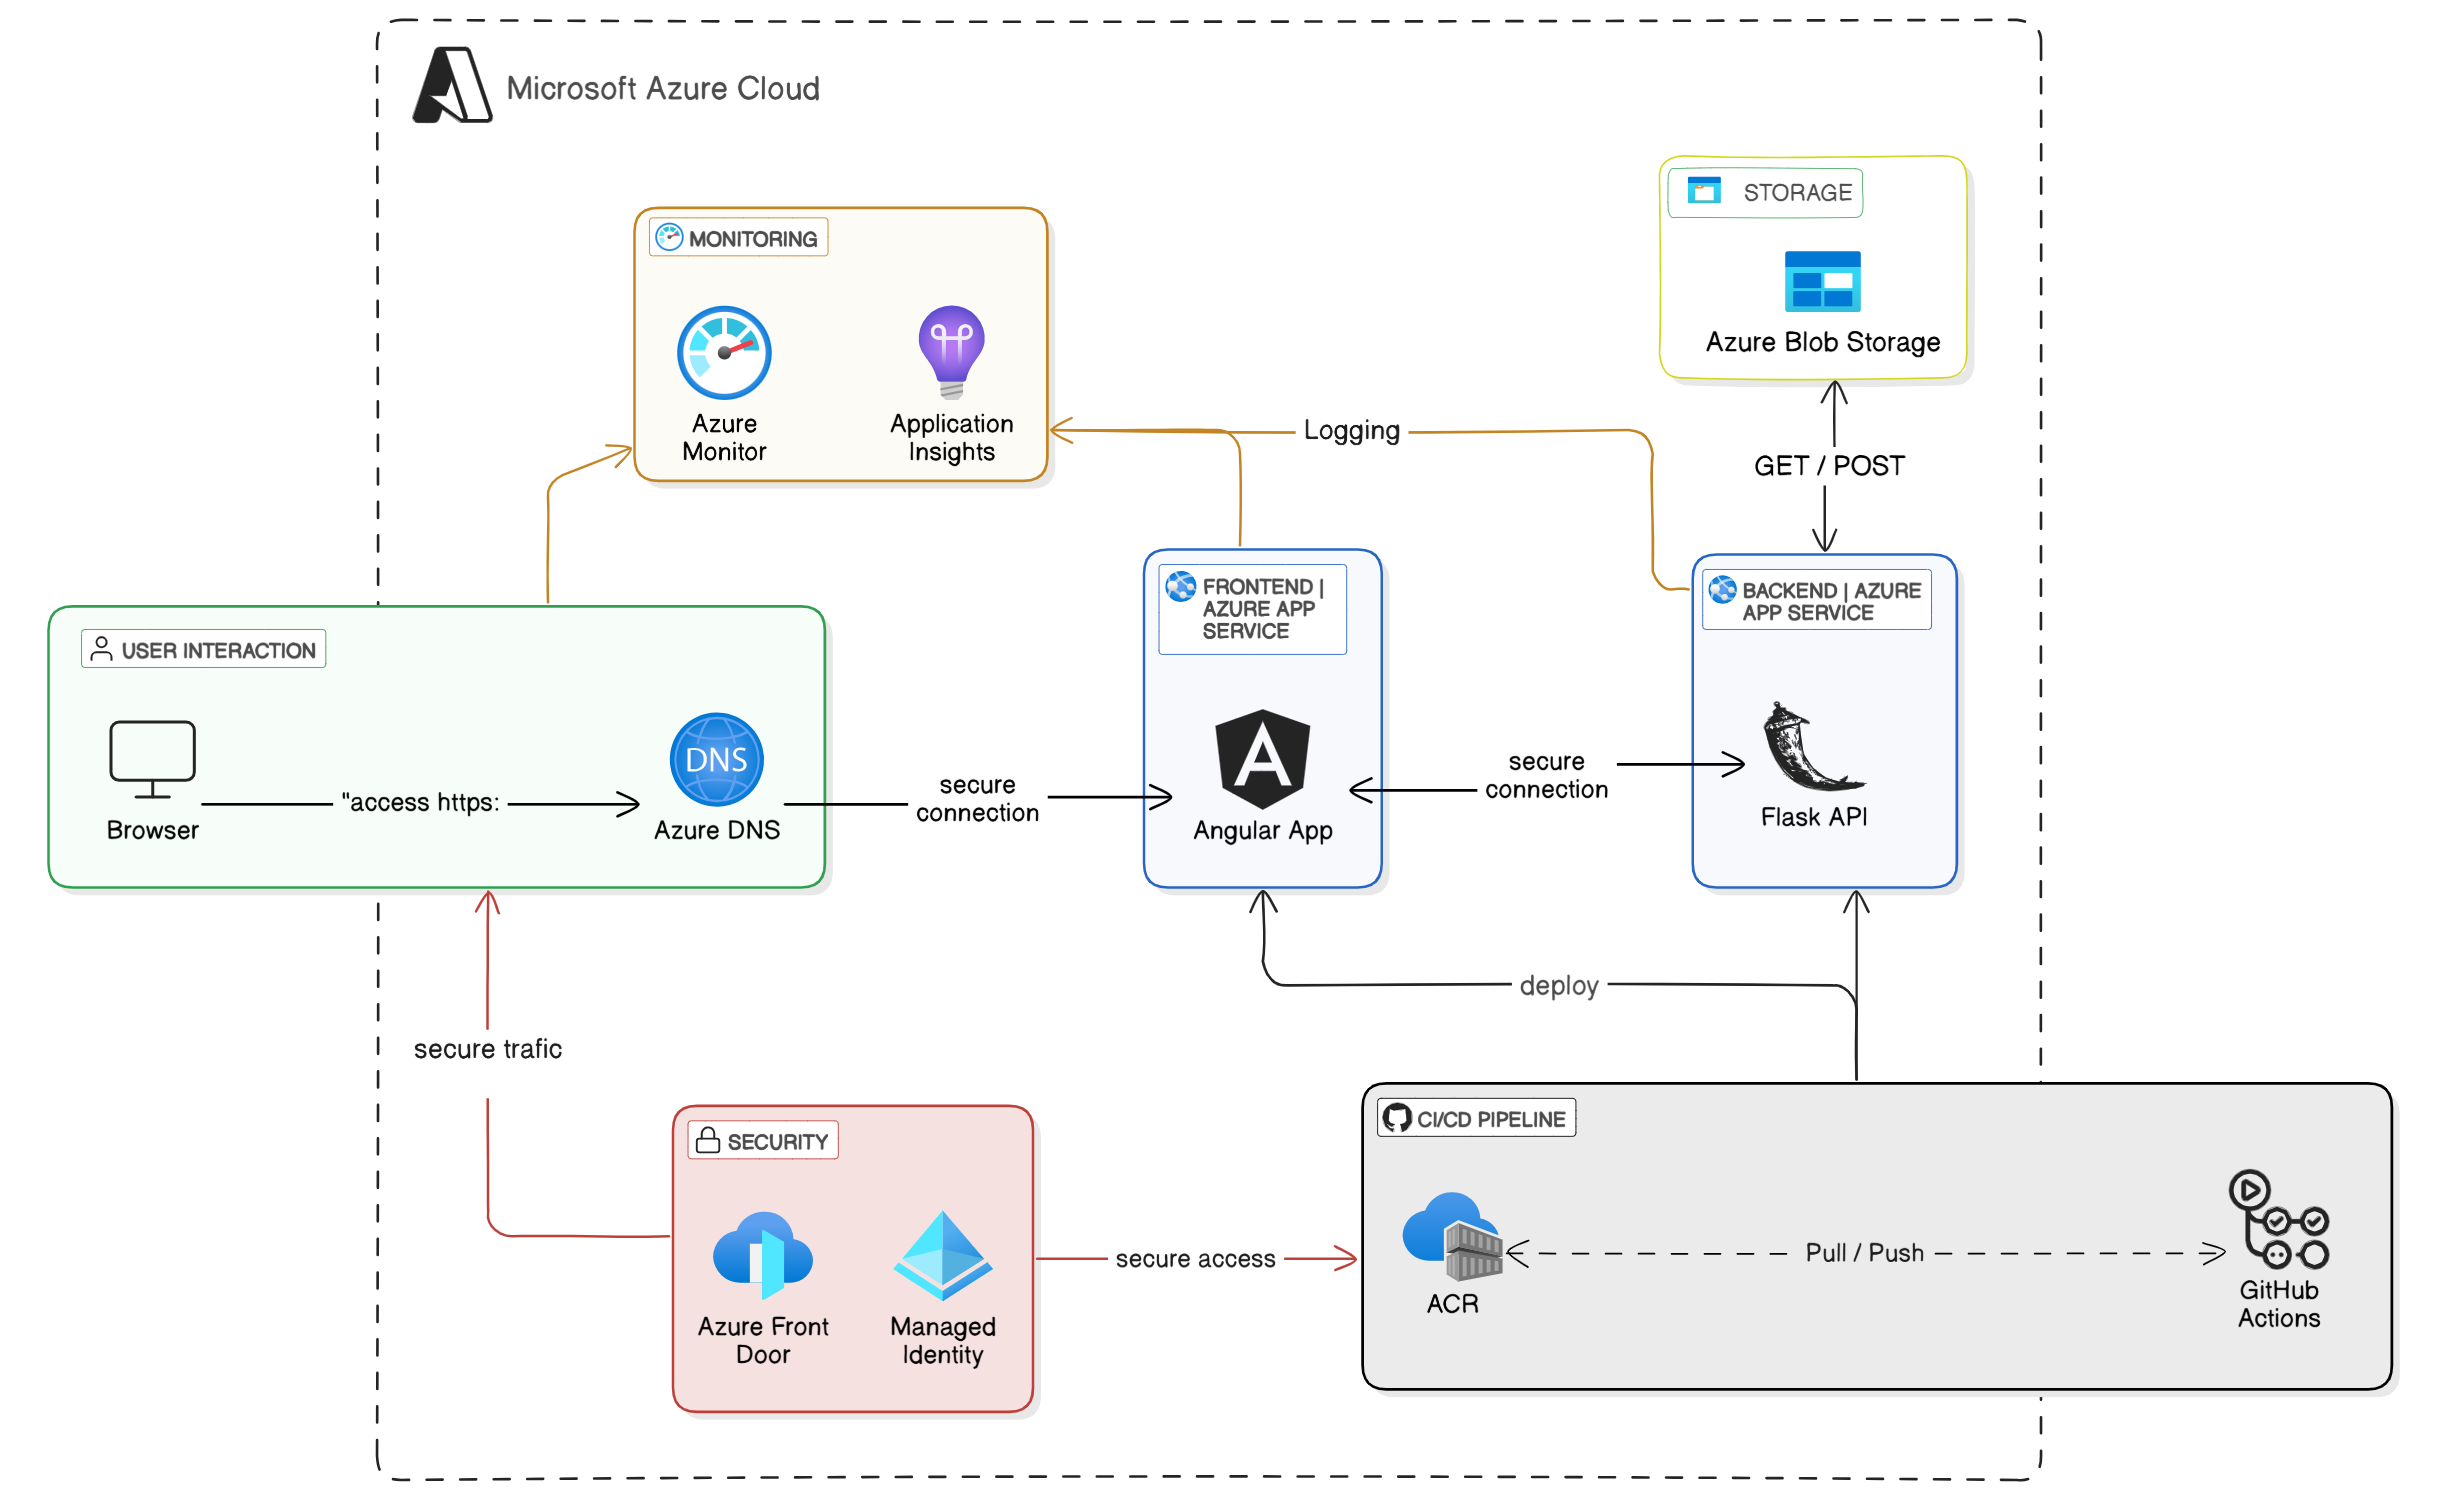 Microsoft Azure Cloud
STORAGE
Azure Blob Storage
MONITORING
Azure
Monitor
Application
Insights
Logging
GET / POST
FRONTEND |
AZURE APP
SERVICE
BACKEND | AZURE
APP SERVICE
USER INTERACTION
Browser
"access https:
DNS
Azure DNS
secure
connection
Angular App
secure
connection
Flask API
deploy
secure trafic
SECURITY
Azure Front
Door
Managed
Identity
secure access
CI/CD PIPELINE
ACR
Pull / Push
GitHub
Actions